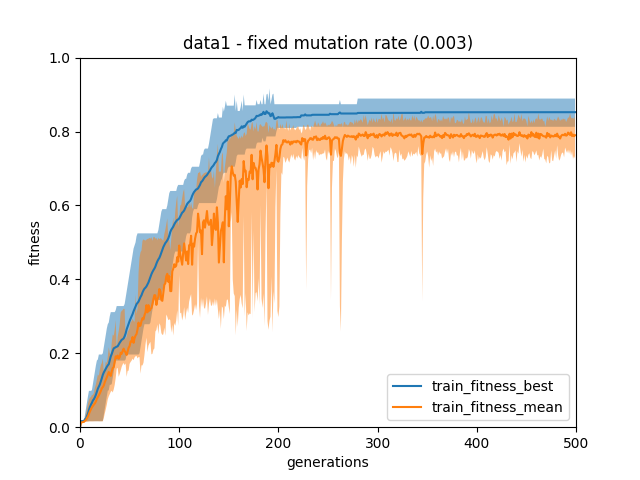 data1 - fixed mutation rate (0.003)
1.0
0.8
0.6
0.4
0.2
0.0
fitness
0 100 200 300 400 500
generations
train_fitness_best
train_fitness_mean